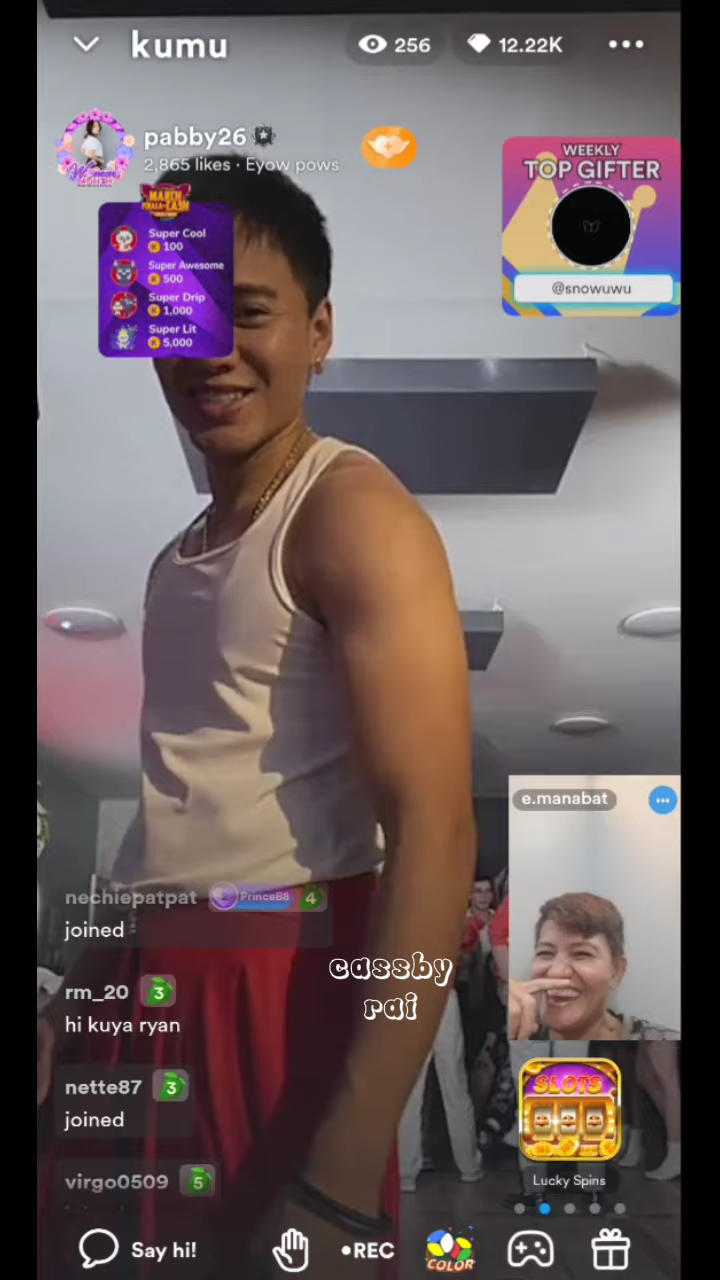 kumu
256
12.22K
pabby26
2,865 likes · Eyow pows
MARCH
Super Cool
100
Super Awesome
500
Super Drip
1,000
Super Lit
5,000
WEEKLY
TOP GIFTER
@snowuwu
e.manabat
nechiepatpat PrinceB8 4
joined
rm_20 3
hi kuya ryan
cassby
rai
nette87 3
joined
virgo0509 5
SLOTS
Lucky Spins
Say hi!
•REC
COLOR